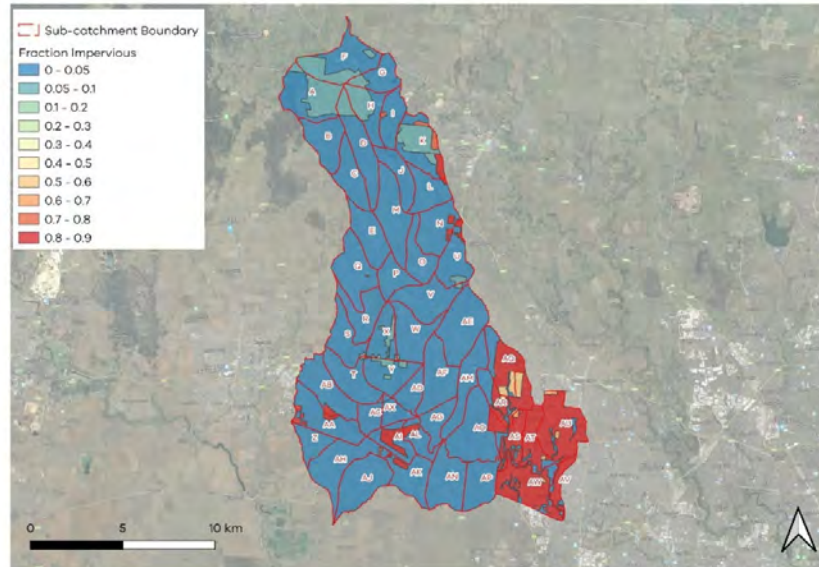 Sub-catchment Boundary
Fraction Impervious
0 - 0.05
0.05 - 0.1
0.1 - 0.2
0.2 - 0.3
0.3 - 0.4
0.4 - 0.5
0.5 - 0.6
0.6 - 0.7
0.7 - 0.8
0.8 - 0.9
F
G
A
H
I
K
B
D
C
J
L
M
N
E
O
U
Q
P
V
R
X
W
AE
S
T
Y
AF
AM
AQ
AB
AD
AR
AX
AG
AO
AA
AI
AL
AS
AT
AU
Z
AH
AJ
AK
AN
AP
AW
AV
0
5
10 km